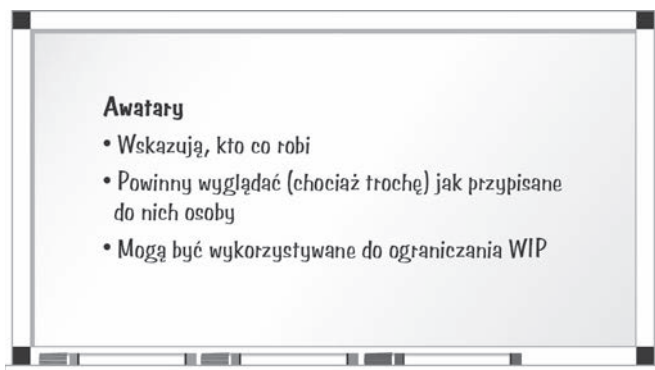 Awatary
• Wskazują, kto co robi
• Powinny wyglądać (chociaż trochę) jak przypisane
do nich osoby
• Mogą być wykorzystywane do ograniczania WIP